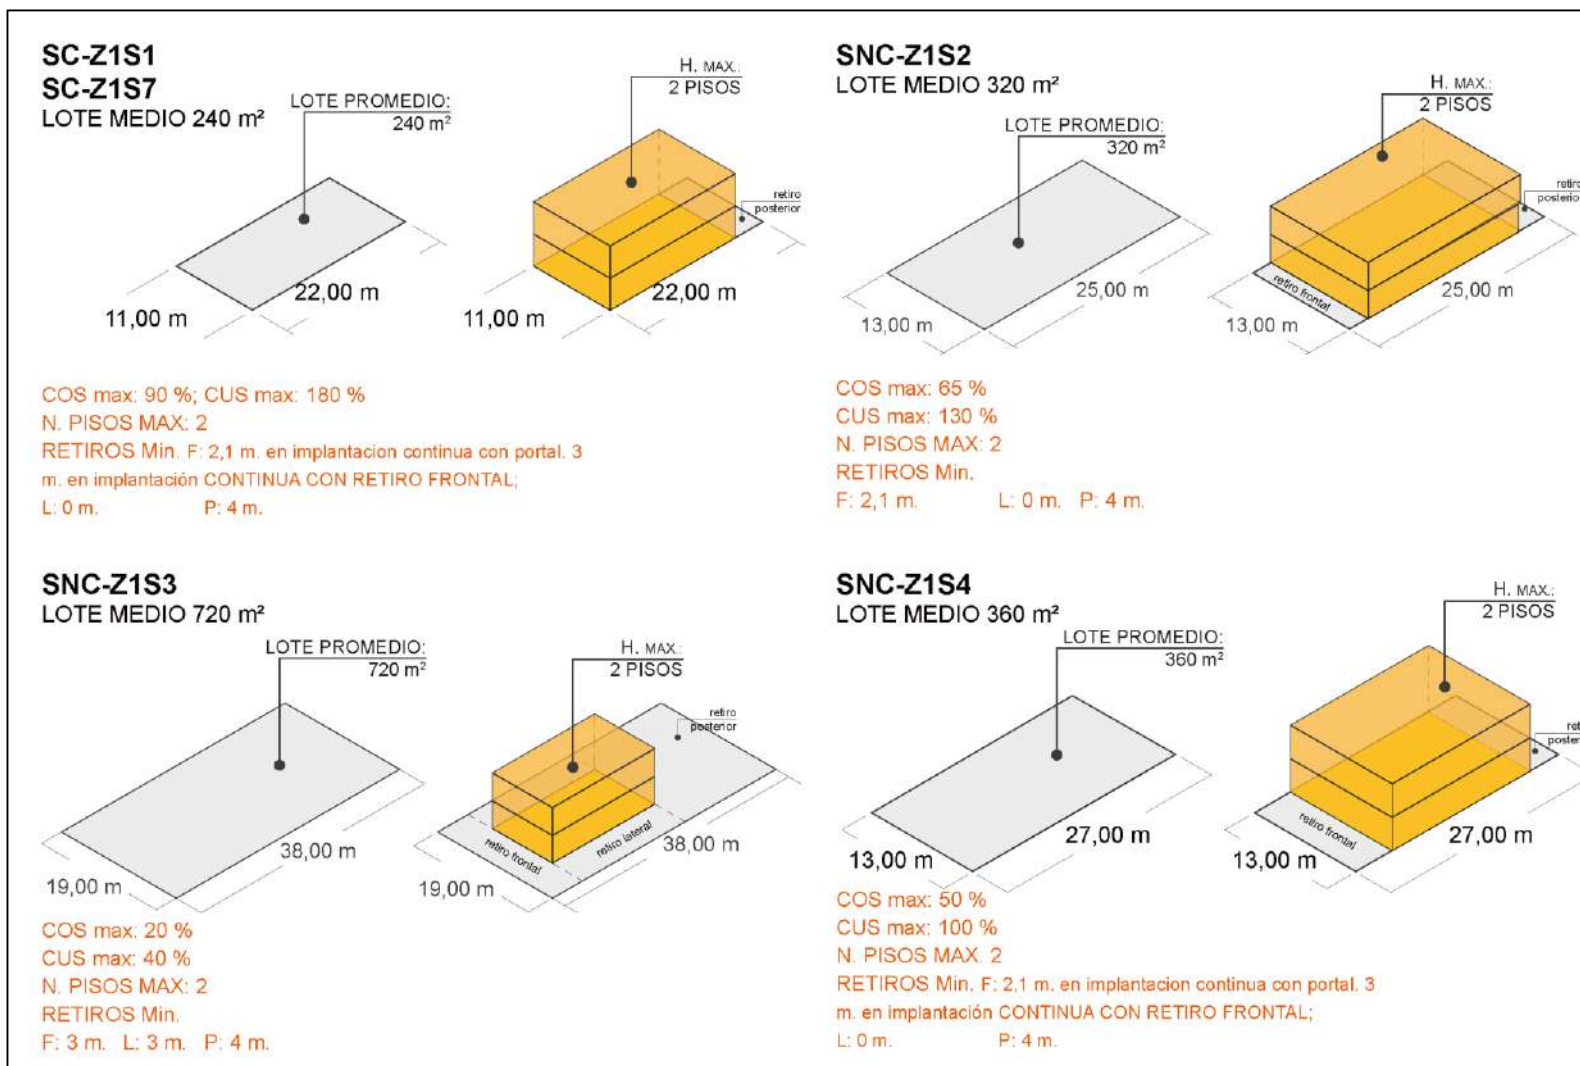 SC-Z1S1
SC-Z1S7
LOTE MEDIO 240 m²
LOTE PROMEDIO:
240 m²
H. MAX.:
2 PISOS
retiro
posterior
11,00 m
22,00 m
11,00 m
22,00 m
COS max: 90 %; CUS max: 180 %
N. PISOS MAX: 2
RETIROS Min. F: 2,1 m. en implantacion continua con portal. 3
m. en implantación CONTINUA CON RETIRO FRONTAL;
L: 0 m. P: 4 m.
SNC-Z1S2
LOTE MEDIO 320 m²
LOTE PROMEDIO:
320 m²
H. MAX.:
2 PISOS
retiro
posterior
retiro frontal
13,00 m
25,00 m
13,00 m
25,00 m
COS max: 65 %
CUS max: 130 %
N. PISOS MAX: 2
RETIROS Min.
F: 2,1 m. L: 0 m. P: 4 m.
SNC-Z1S3
LOTE MEDIO 720 m²
LOTE PROMEDIO:
720 m²
H. MAX.:
2 PISOS
retiro
posterior
retiro frontal
retiro lateral
19,00 m
38,00 m
19,00 m
38,00 m
COS max: 20 %
CUS max: 40 %
N. PISOS MAX: 2
RETIROS Min.
F: 3 m. L: 3 m. P: 4 m.
SNC-Z1S4
LOTE MEDIO 360 m²
LOTE PROMEDIO:
360 m²
H. MAX.:
2 PISOS
ret
poster
retiro frontal
13,00 m
27,00 m
13,00 m
27,00 m
COS max: 50 %
CUS max: 100 %
N. PISOS MAX. 2
RETIROS Min. F: 2,1 m. en implantacion continua con portal. 3
m. en implantación CONTINUA CON RETIRO FRONTAL;
L: 0 m. P: 4 m.